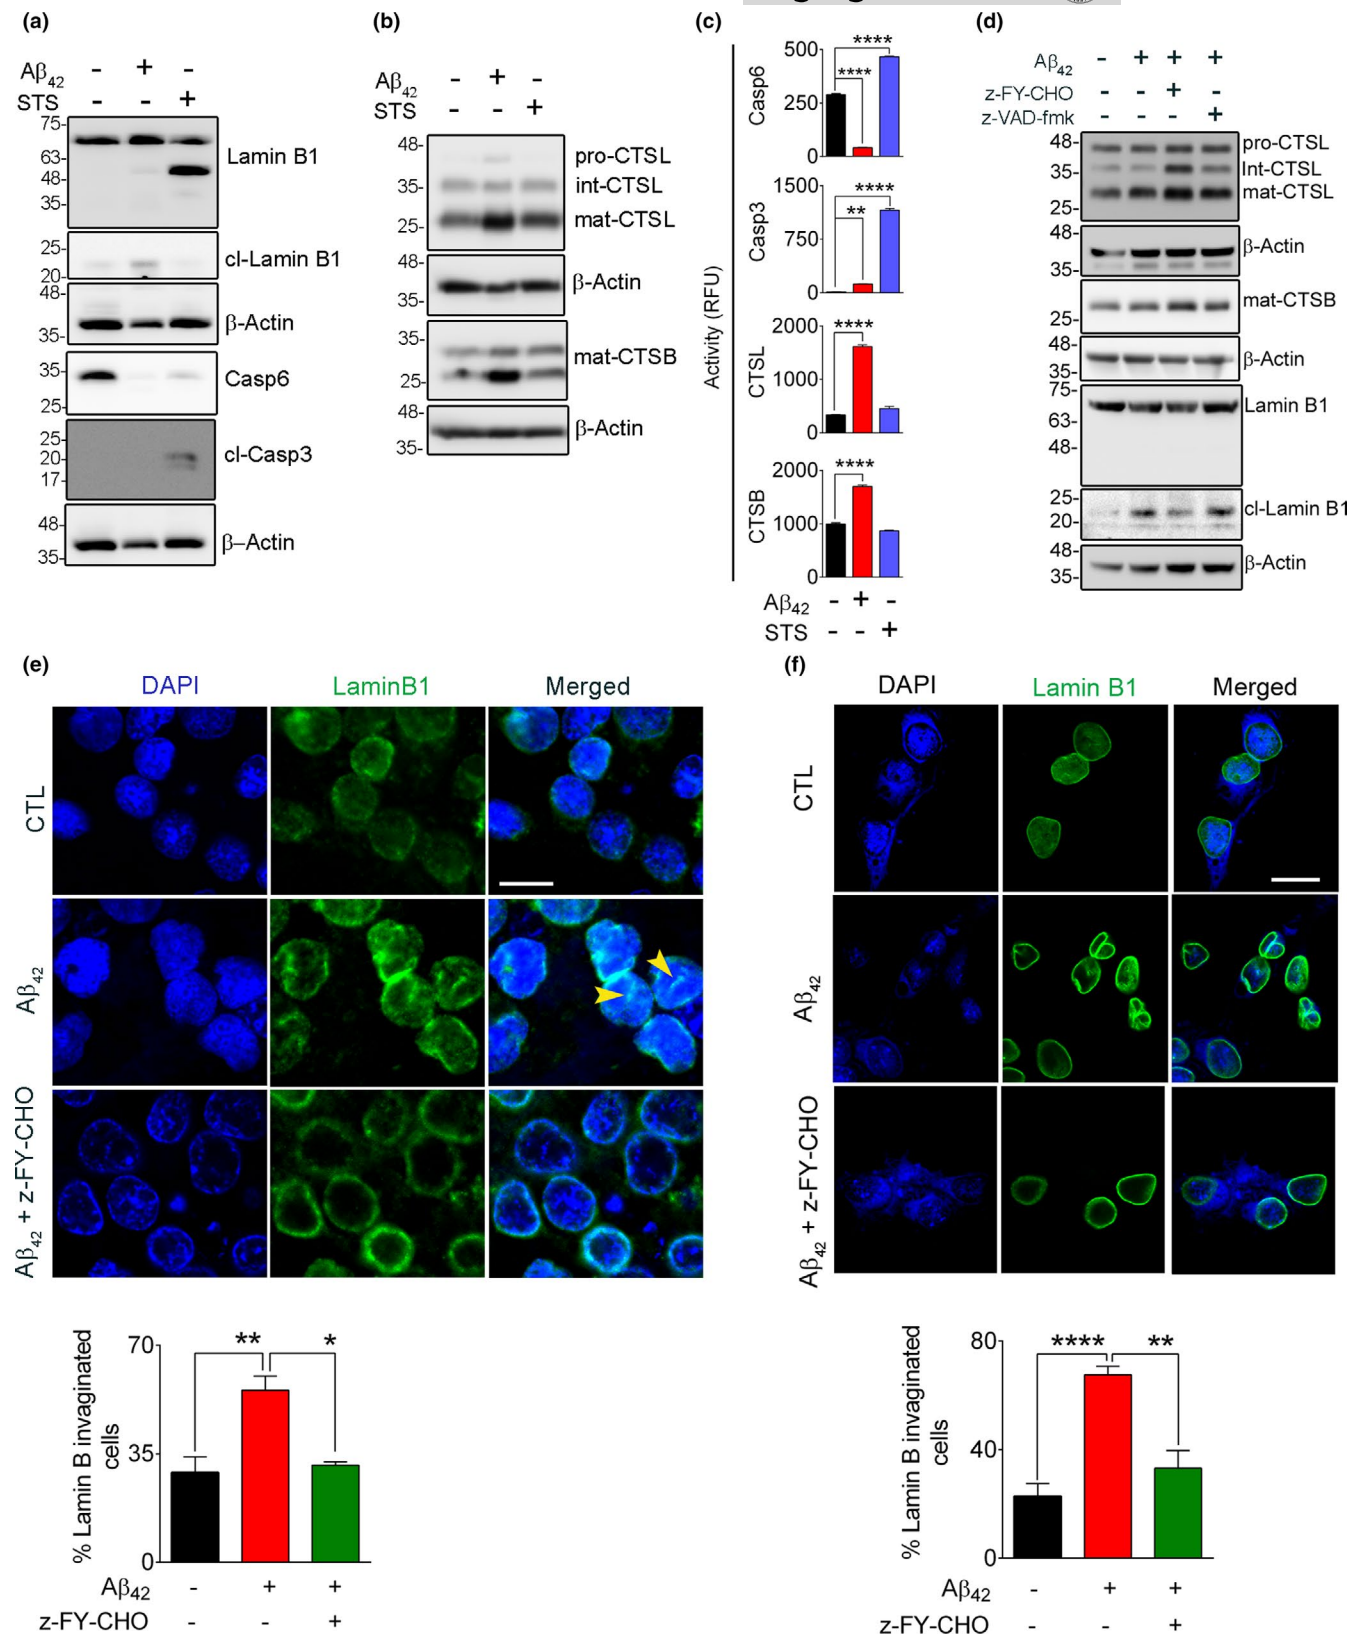 (a)
Aβ42 - + -
STS - - +
75-
63-
48-
35-
Lamin B1
25-
20-
cl-Lamin B1
48-
35-
β-Actin
35-
25-
Casp6
25-
20-
17-
cl-Casp3
48-
35-
β–Actin
(b)
Aβ42 - + -
STS - - +
48-
35-
25-
pro-CTSL
int-CTSL
mat-CTSL
48-
35-
β-Actin
35-
25-
mat-CTSB
48-
35-
β-Actin
(c)
Activity (RFU)
Casp6
500
250
0
****
****
Casp3
1500
750
0
****
**
CTSL
2000
1000
0
****
CTSB
2000
1000
0
****
Aβ42 - + -
STS - - +
(d)
Aβ42 - + + +
z-FY-CHO - - + -
z-VAD-fmk - - - +
48-
35-
25-
pro-CTSL
Int-CTSL
mat-CTSL
48-
35-
β-Actin
25-
mat-CTSB
48-
35-
β-Actin
75-
63-
48-
Lamin B1
25-
20-
cl-Lamin B1
48-
35-
β-Actin
(e)
DAPI LaminB1 Merged
CTL
Aβ42
Aβ42 + z-FY-CHO
% Lamin B invaginated
cells
70
35
0
** *
Aβ42 - + +
z-FY-CHO - - +
(f)
DAPI Lamin B1 Merged
CTL
Aβ42
Aβ42 + z-FY-CHO
% Lamin B invaginated
cells
80
40
0
**** **
Aβ42 - + +
z-FY-CHO - - +